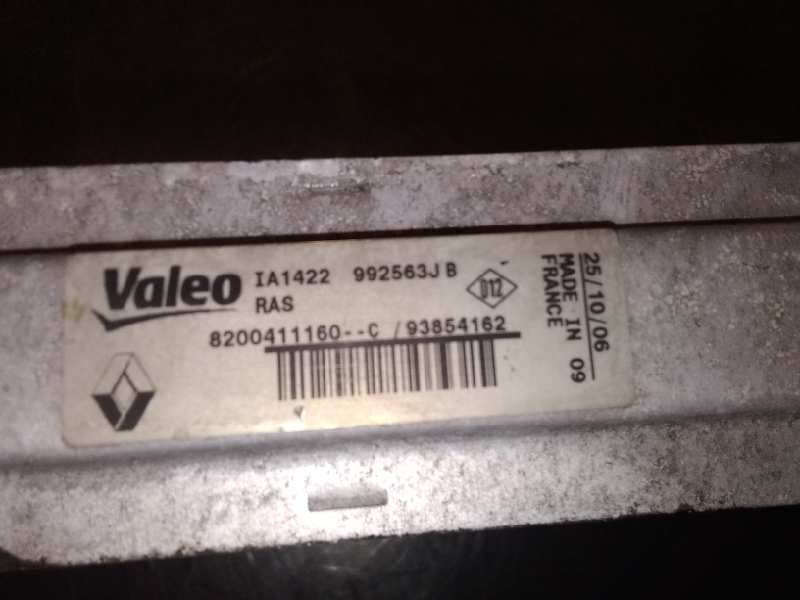 Valeo IA1422 992563J B D12
RAS
8200411160--C / 93854162
25/10/06
MADE IN 09
FRANCE